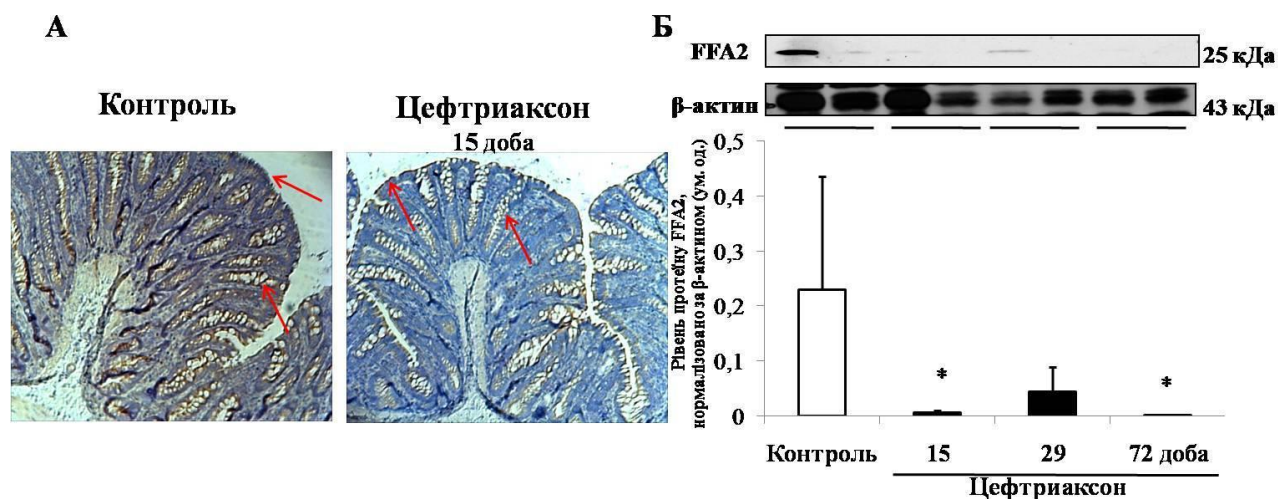 А
Контроль
Цефтриаксон
15 доба
Б
FFA2
25 кДа
β-актин
43 кДа
Рівень протеїну FFA2,
нормалізовано за β-актином (ум. од.)
0,5
0,4
0,3
0,2
0,1
0
*
*
Контроль
15
29
72 доба
Цефтриаксон